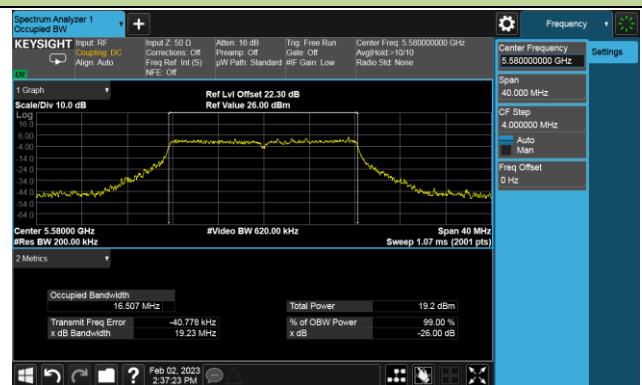 Spectrum Analyzer 1
Occupied BW
Frequency
KEYSIGHT
Input: RF
Coupling: DC
Align: Auto
Input Z: 50 Ω
Corrections: Off
Freq Ref: Int (S)
NFE: Off
Atten: 16 dB
Preamp: Off
µW Path: Standard
Trig: Free Run
Gate: Off
#IF Gain: Low
Center Freq: 5.580000000 GHz
Avg|Hold:>10/10
Radio Std: None
Center Frequency
5.580000000 GHz
Settings
Span
40.000 MHz
CF Step
4.000000 MHz
Auto
Man
Freq Offset
0 Hz
1 Graph
Scale/Div 10.0 dB
Ref Lvl Offset 22.30 dB
Ref Value 26.00 dBm
Log
16.0
6.00
-4.00
-14.0
-24.0
-34.0
-44.0
-54.0
-64.0
Center 5.58000 GHz
#Res BW 200.00 kHz
#Video BW 620.00 kHz
Span 40 MHz
Sweep 1.07 ms (2001 pts)
2 Metrics
Occupied Bandwidth
16.507 MHz
Total Power 19.2 dBm
Transmit Freq Error -40.778 kHz
% of OBW Power 99.00 %
x dB Bandwidth 19.23 MHz
x dB -26.00 dB
Feb 02, 2023
2:37:23 PM